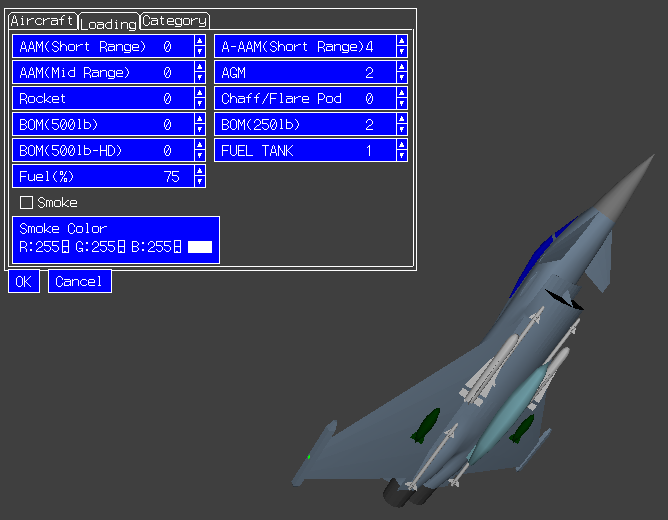 Aircraft Loading Category
AAM(Short Range) 0 A-AAM(Short Range)4
AAM(Mid Range) 0 AGM 2
Rocket 0 Chaff/Flare Pod 0
BOM(500lb) 0 BOM(250lb) 2
BOM(500lb-HD) 0 FUEL TANK 1
Fuel(%) 75
Smoke
Smoke Color
R:255 G:255 B:255
OK Cancel